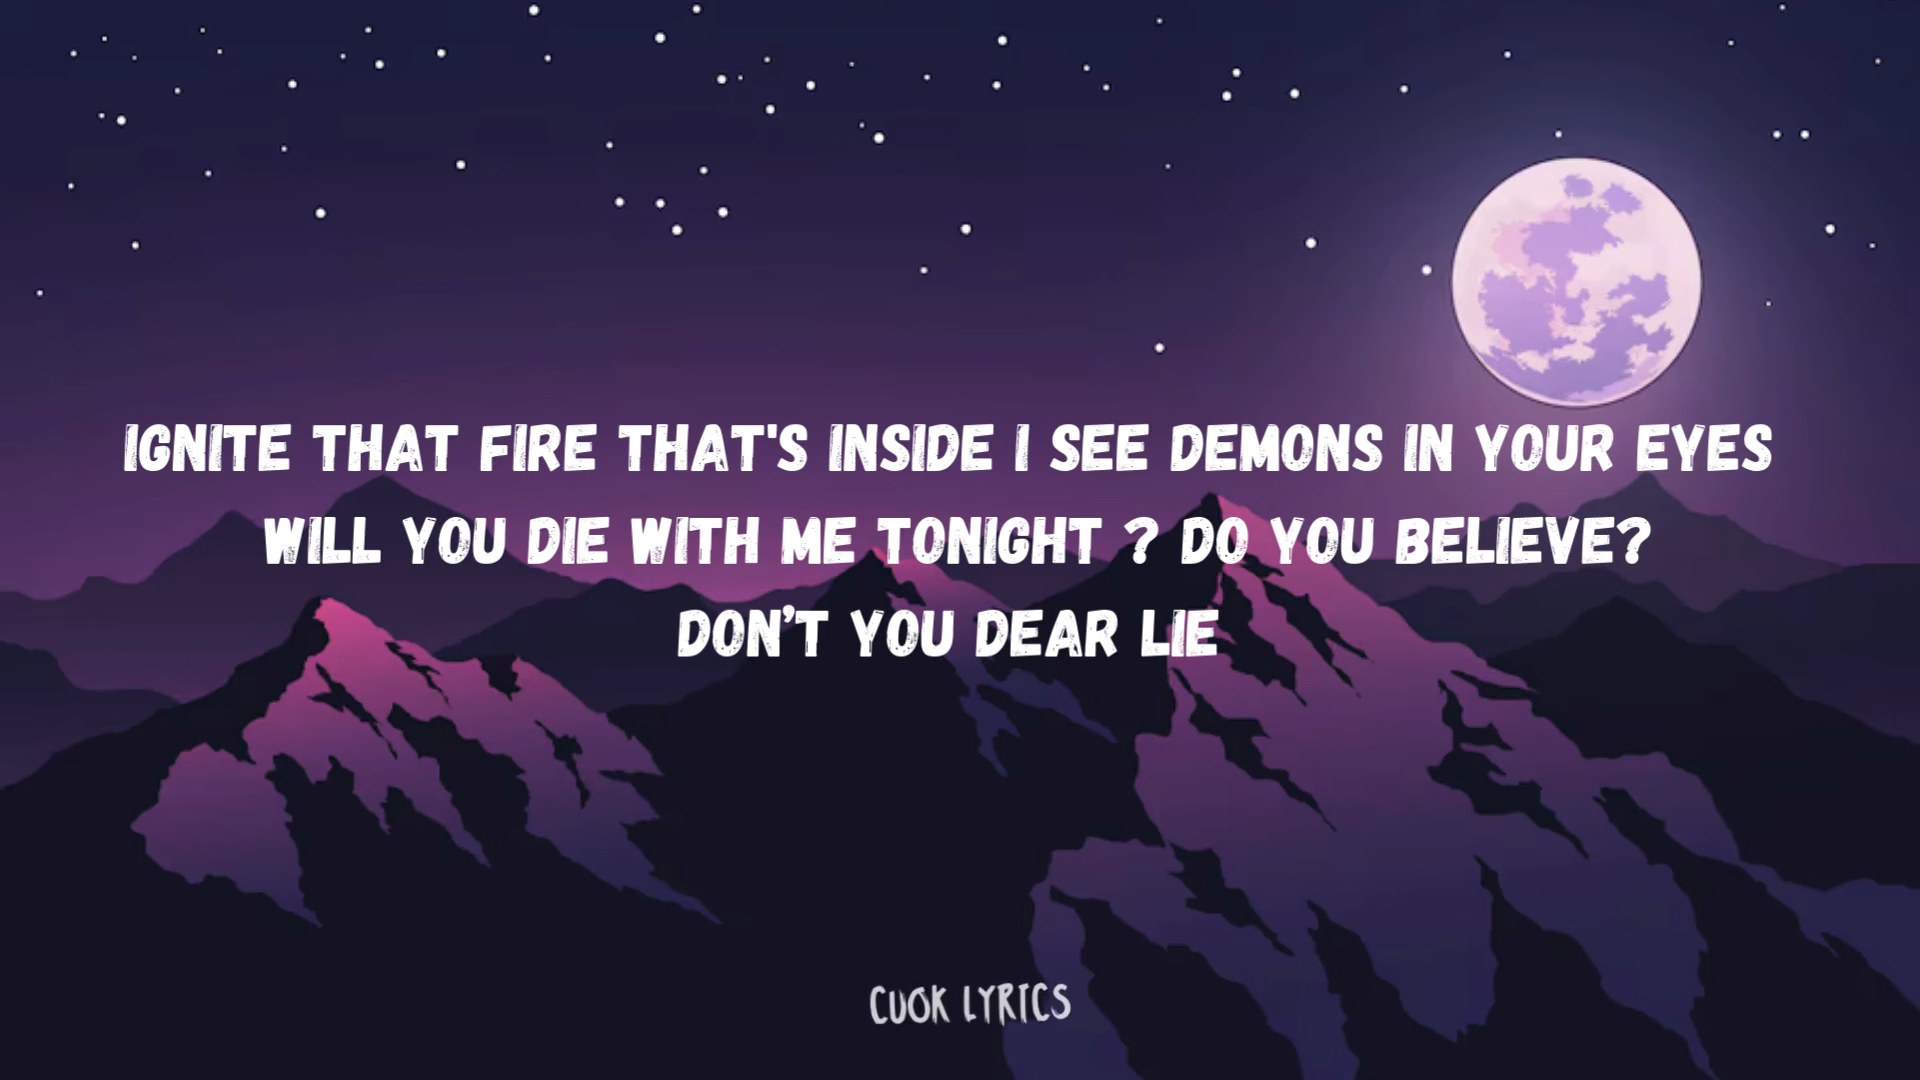 IGNITE THAT FIRE THAT'S INSIDE I SEE DEMONS IN YOUR EYES
WILL YOU DIE WITH ME TONIGHT ? DO YOU BELIEVE?
DON’T YOU DEAR LIE
CUOK LYRICS